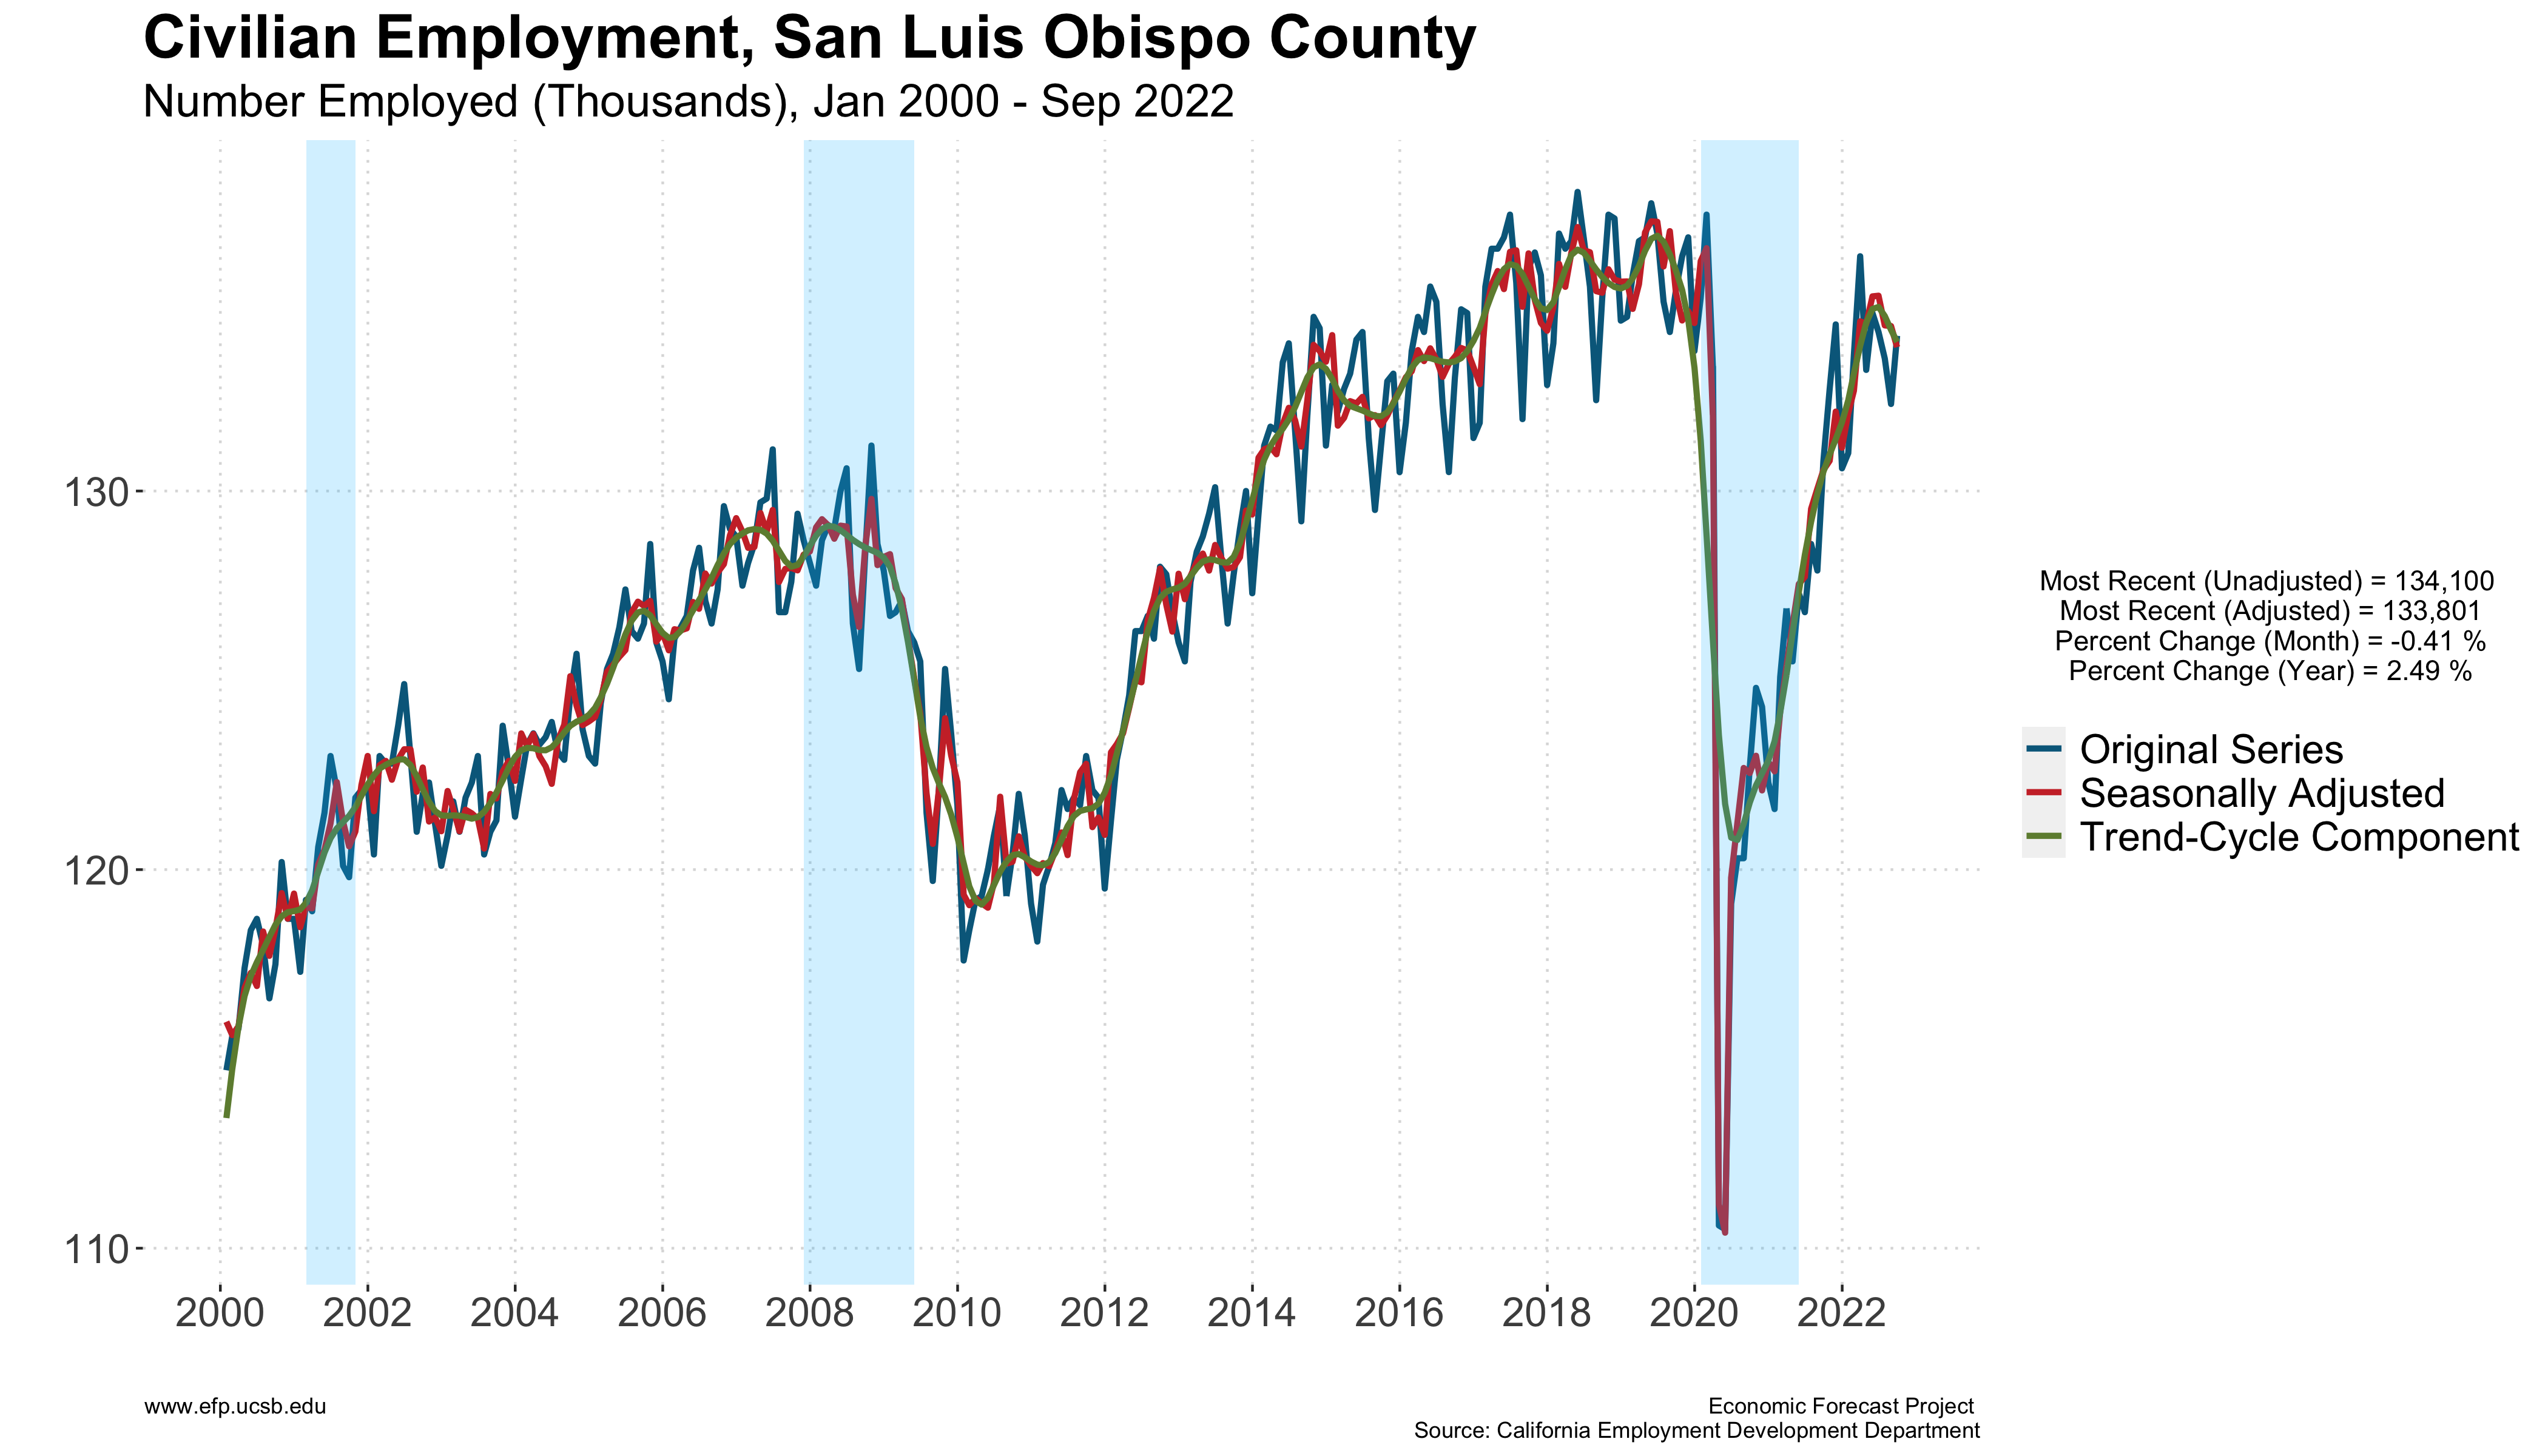 Civilian Employment, San Luis Obispo County
Number Employed (Thousands), Jan 2000 - Sep 2022
130
120
110
2000 2002 2004 2006 2008 2010 2012 2014 2016 2018 2020 2022
Most Recent (Unadjusted) = 134,100
Most Recent (Adjusted) = 133,801
Percent Change (Month) = -0.41 %
Percent Change (Year) = 2.49 %
Original Series
Seasonally Adjusted
Trend-Cycle Component
www.efp.ucsb.edu
Economic Forecast Project
Source: California Employment Development Department